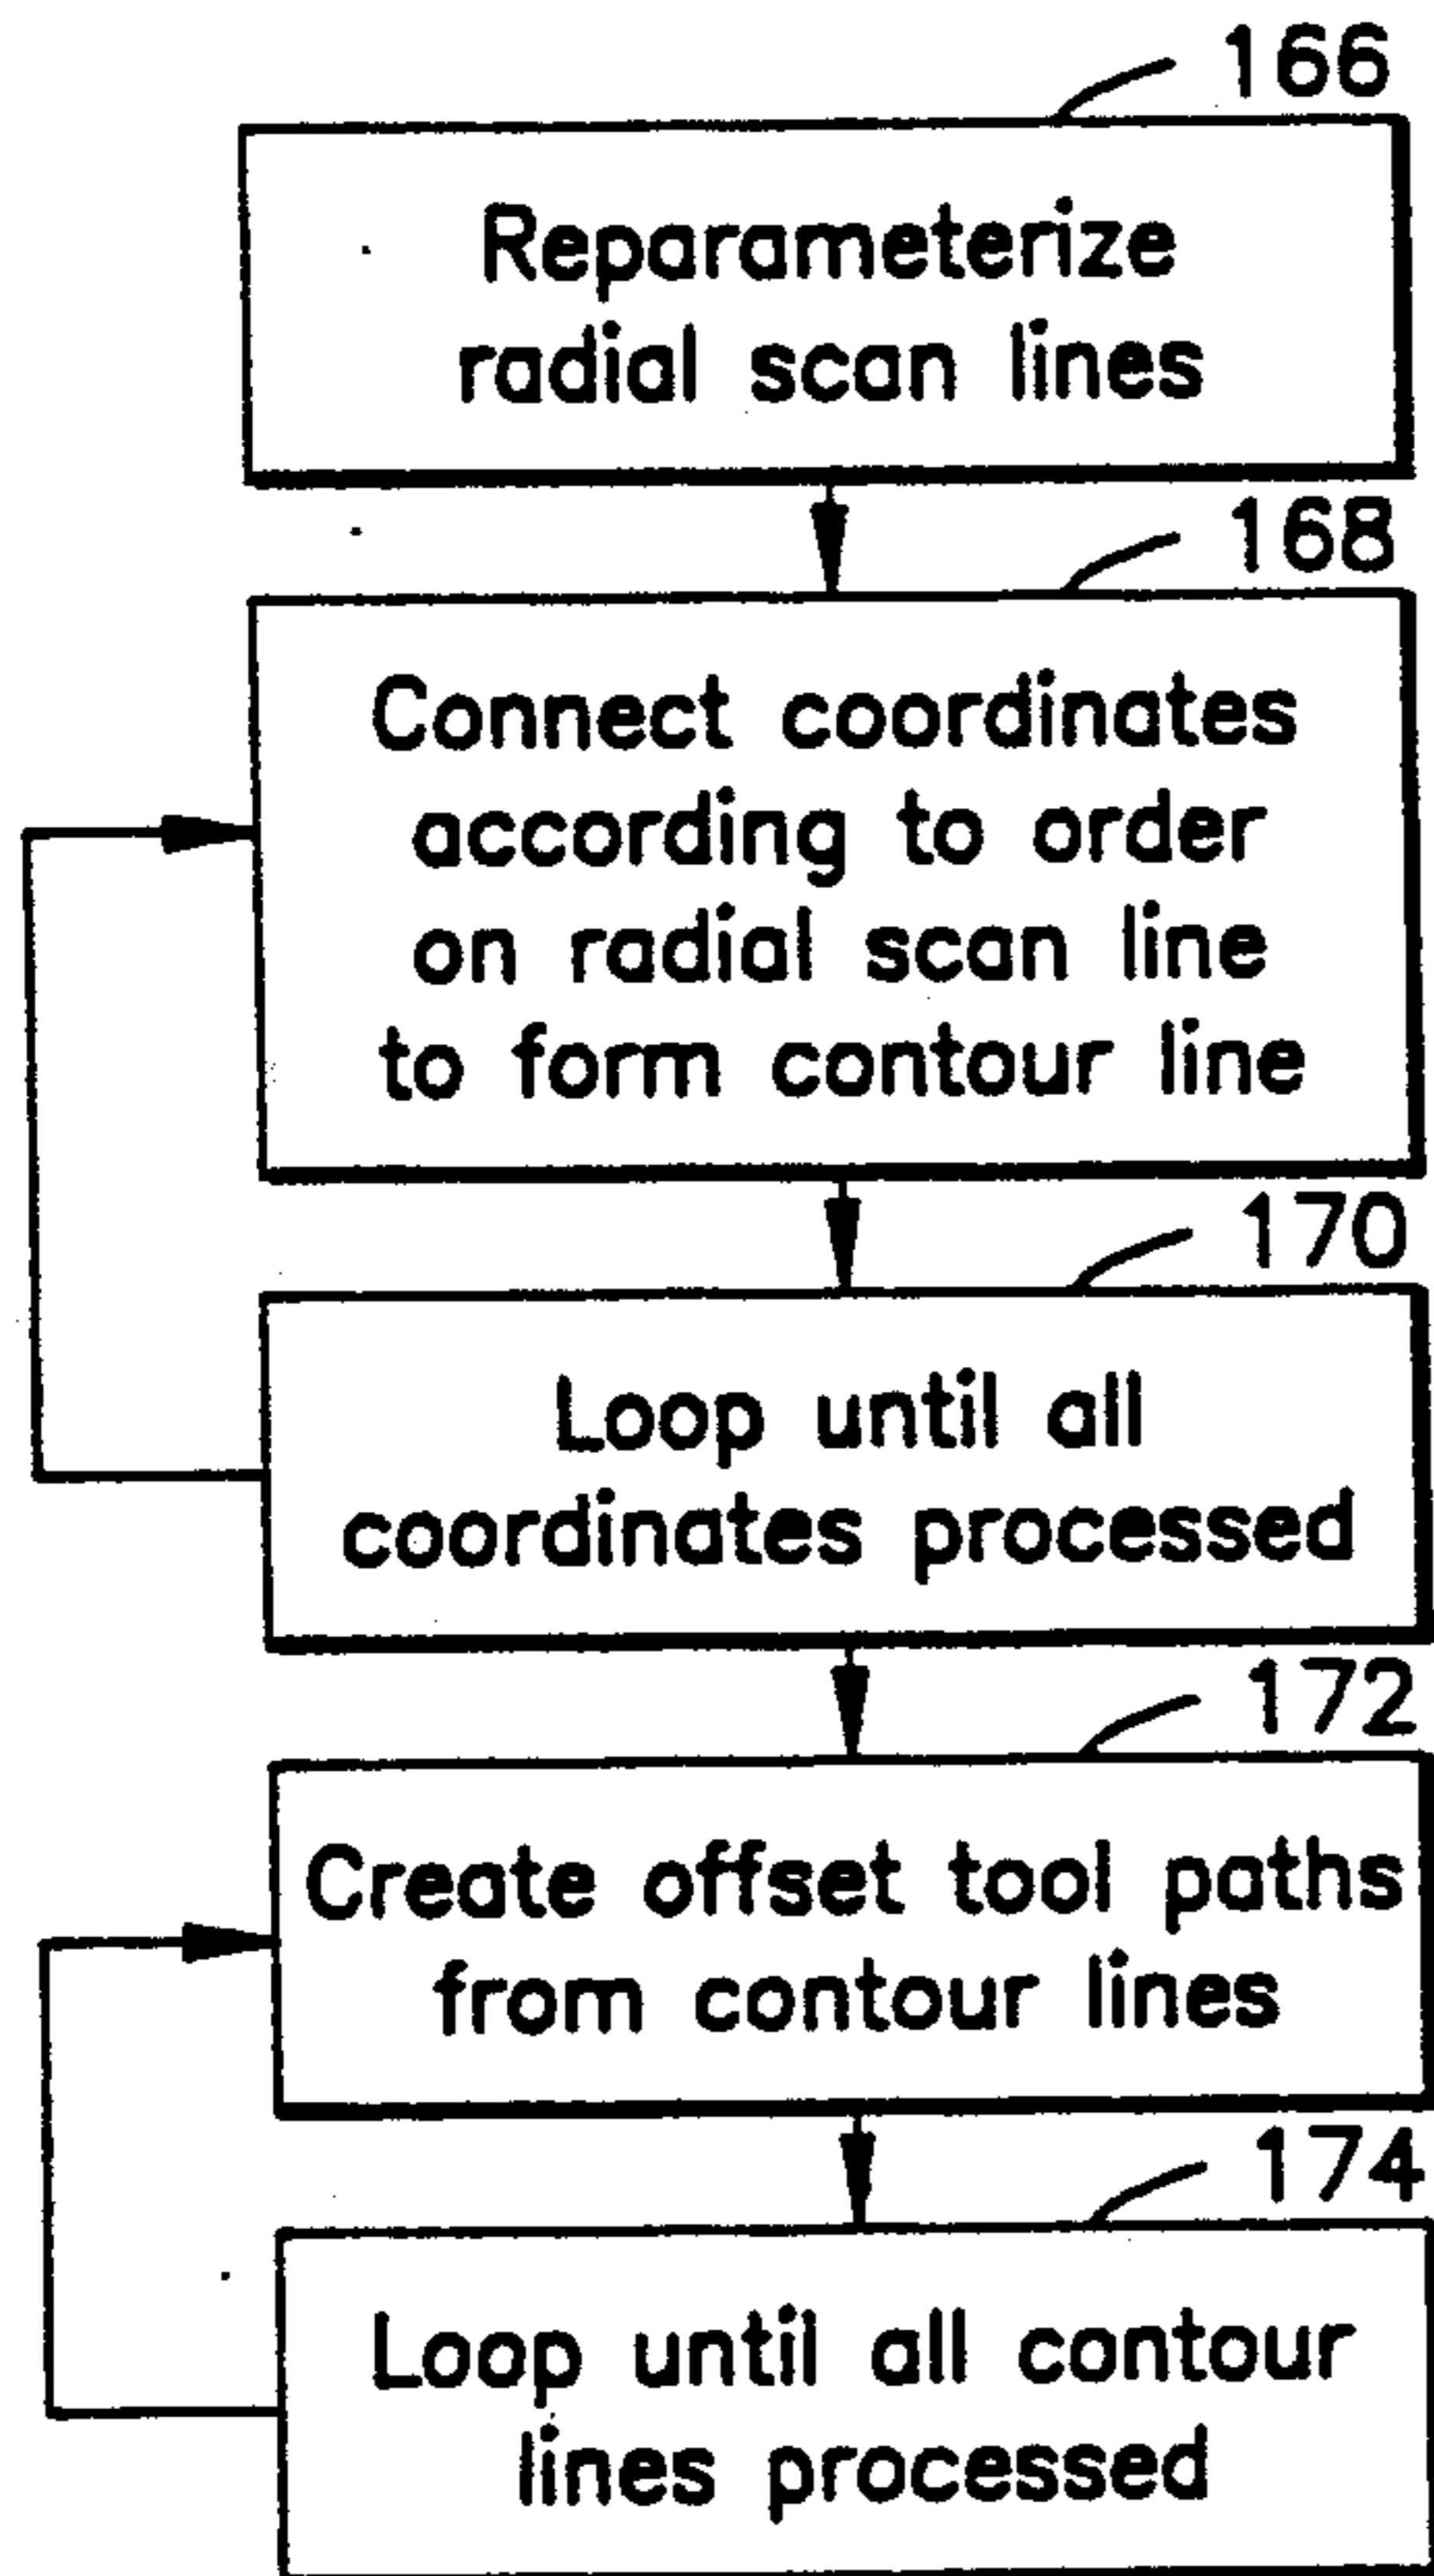 166
Reparameterize
radial scan lines
168
Connect coordinates
according to order
on radial scan line
to form contour line
170
Loop until all
coordinates processed
172
Create offset tool paths
from contour lines
174
Loop until all contour
lines processed